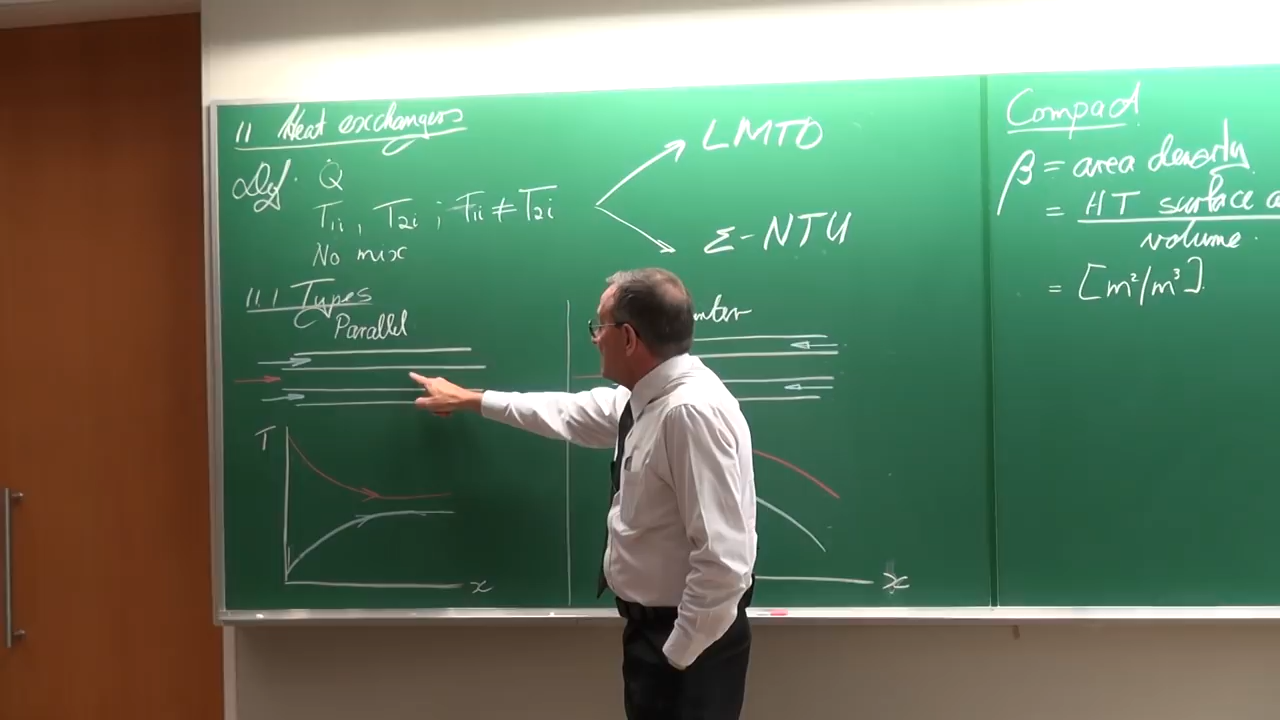 11 Heat exchangers
Def. Q̇
T1i, T2i ; T1i ≠ T2i
No mix
LMTD
ε-NTU
11.1 Types
Parallel
T
x
x
Compact
β = area density
= HT surface
volume
= [m²/m³]